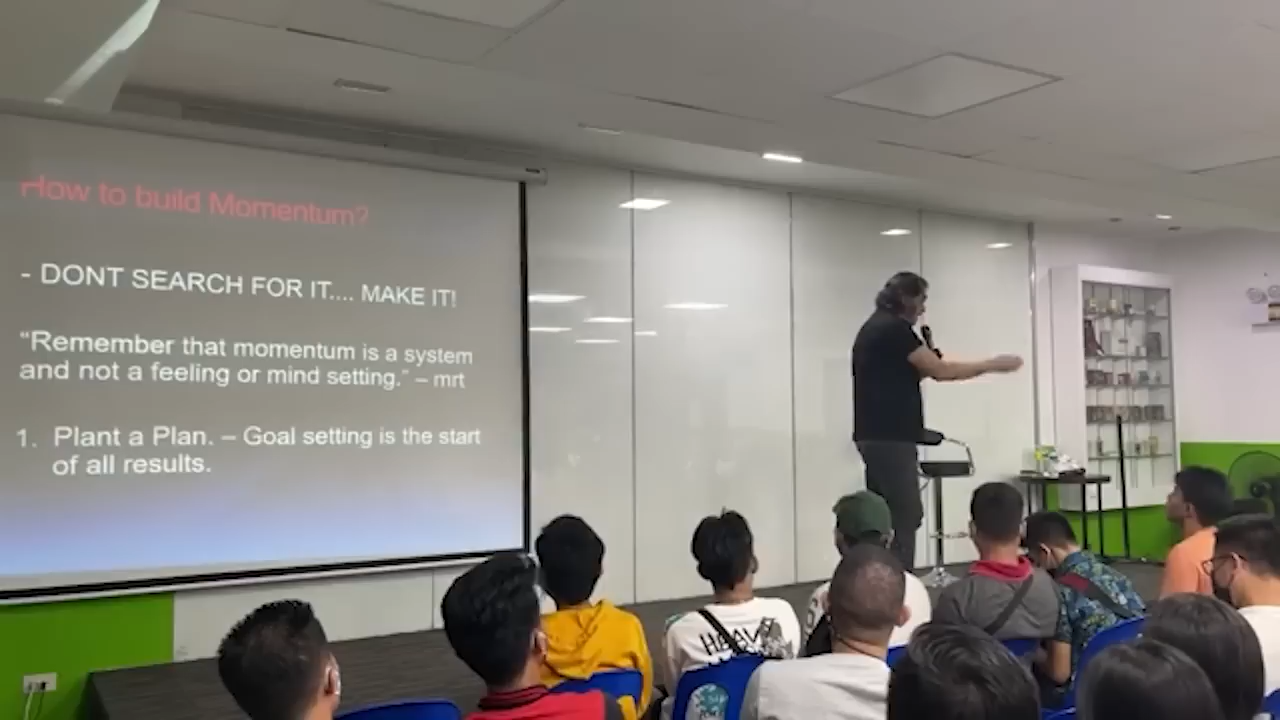 How to build Momentum?
- DONT SEARCH FOR IT.... MAKE IT!
“Remember that momentum is a system
and not a feeling or mind setting.” – mrt
1. Plant a Plan. – Goal setting is the start
of all results.
HEAV